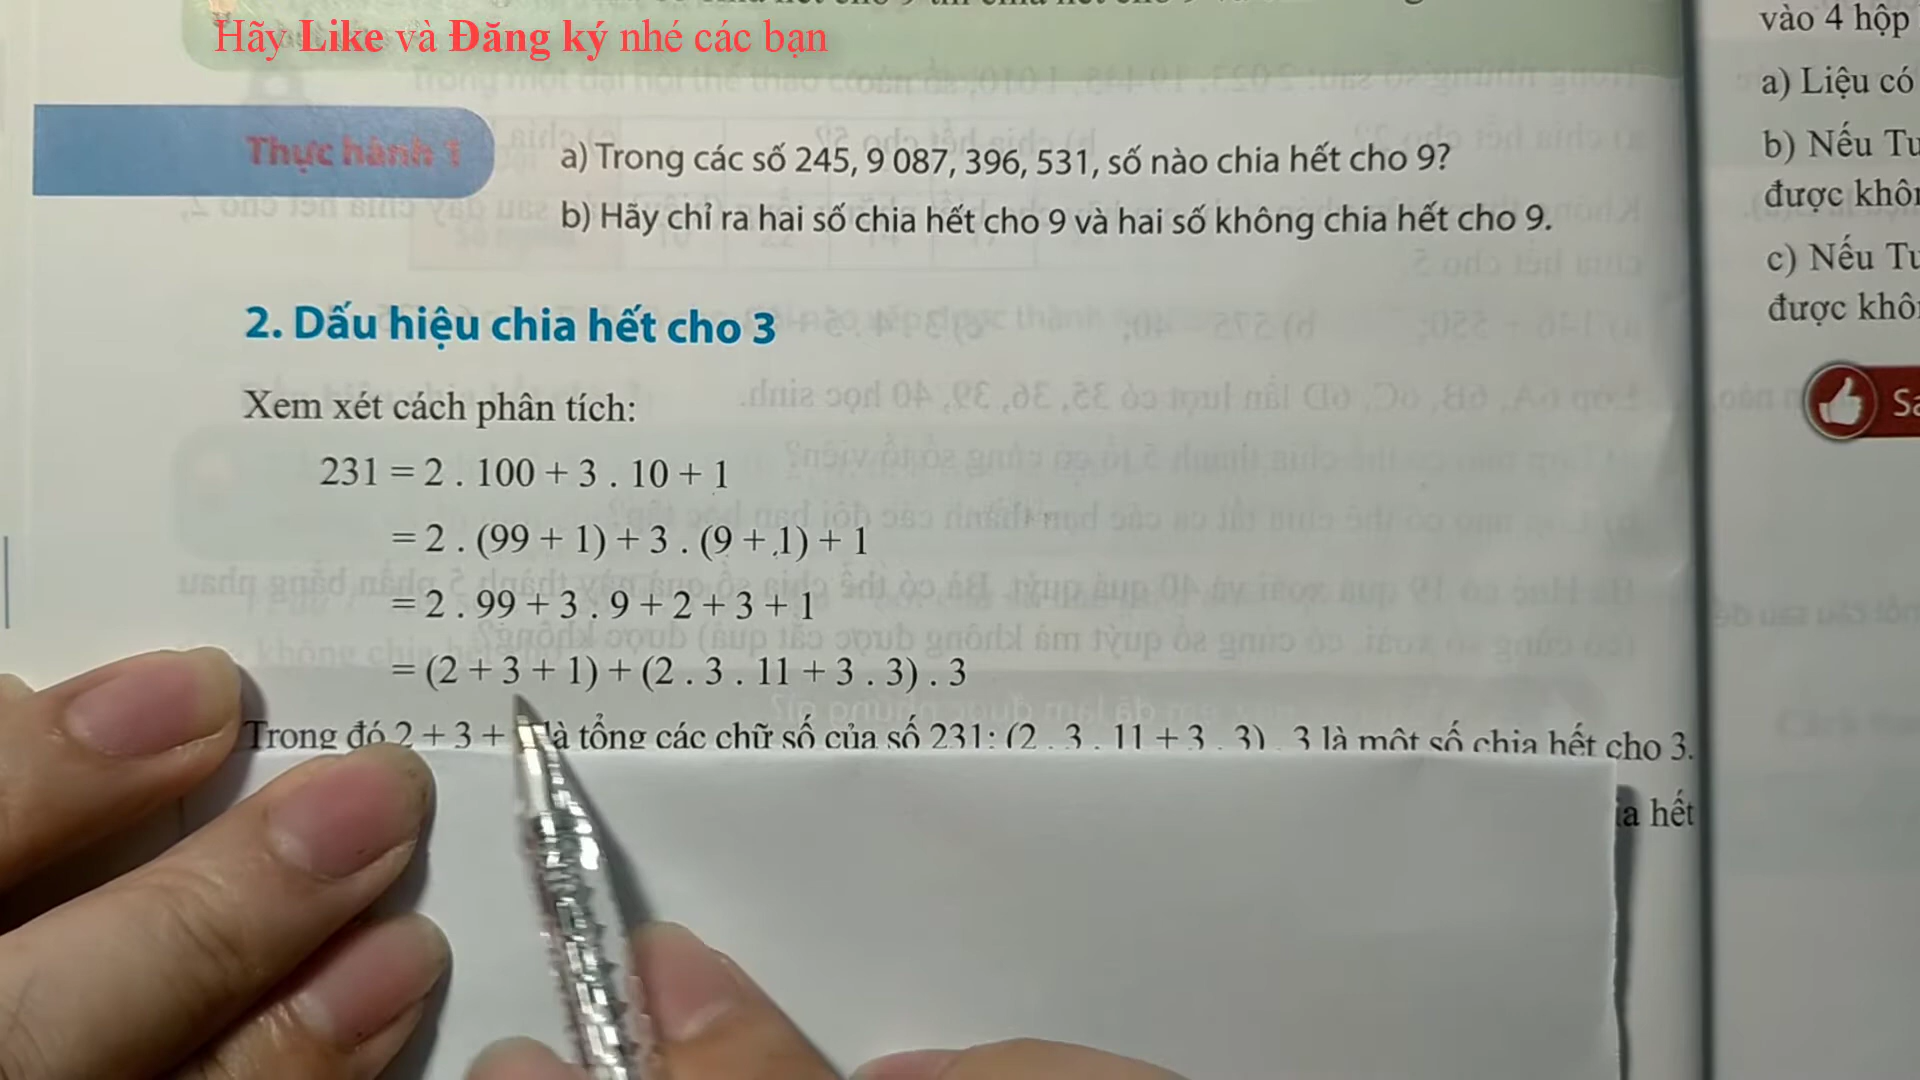 Hãy Like và Đăng ký nhé các bạn
Thực hành 1
a) Trong các số 245, 9 087, 396, 531, số nào chia hết cho 9?
b) Hãy chỉ ra hai số chia hết cho 9 và hai số không chia hết cho 9.
2. Dấu hiệu chia hết cho 3
Xem xét cách phân tích:
231 = 2 . 100 + 3 . 10 + 1
= 2 . (99 + 1) + 3 . (9 + 1) + 1
= 2 . 99 + 3 . 9 + 2 + 3 + 1
= (2 + 3 + 1) + (2 . 3 . 11 + 3 . 3) . 3
Trong đó 2 + 3 + là tổng các chữ số của số 231; (2 . 3 . 11 + 3 . 3) . 3 là một số chia hết cho 3.
hết
vào 4 hộp
a) Liệu có
b) Nếu
được
c) Nếu
được